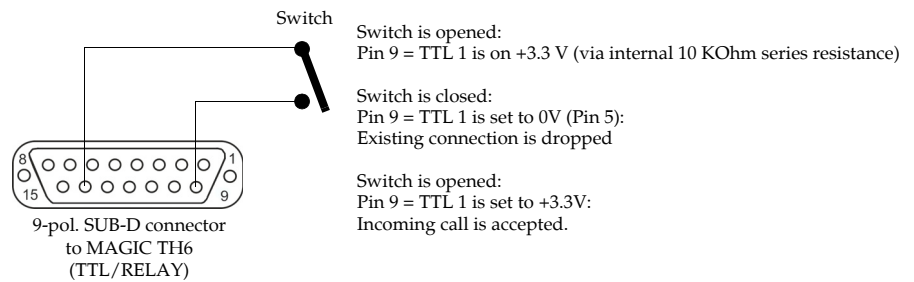 Switch
Switch is opened:
Pin 9 = TTL 1 is on +3.3 V (via internal 10 KOhm series resistance)
Switch is closed:
Pin 9 = TTL 1 is set to 0V (Pin 5):
Existing connection is dropped
Switch is opened:
Pin 9 = TTL 1 is set to +3.3V:
Incoming call is accepted.
8
1
15
9
9-pol. SUB-D connector
to MAGIC TH6
(TTL/RELAY)